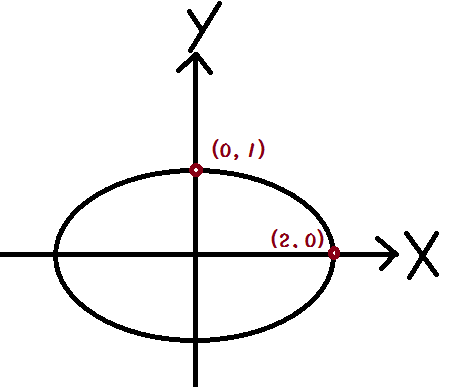 Y
(0, 1)
(2, 0)
X